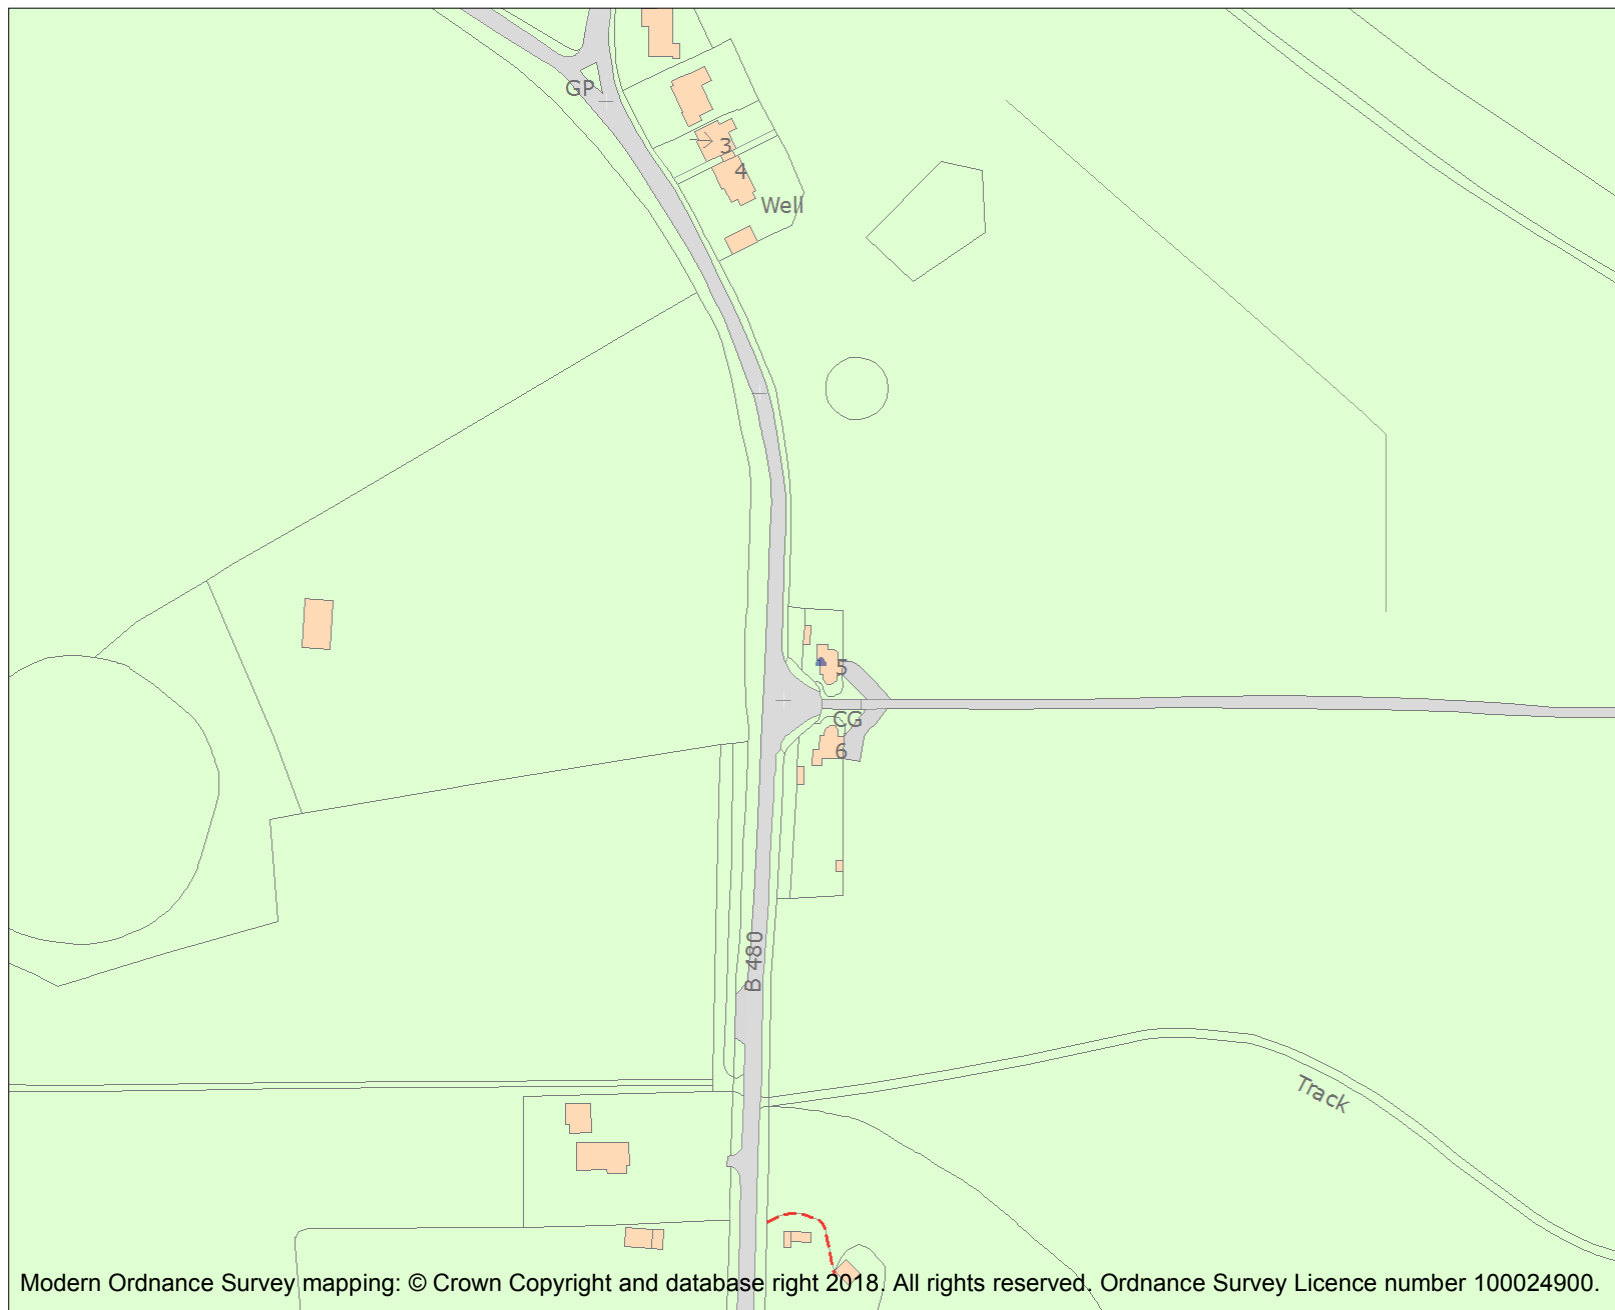 GP
3
4
Well
5
CG
6
B 480
Track
Modern Ordnance Survey mapping: © Crown Copyright and database right 2018. All rights reserved. Ordnance Survey Licence number 100024900.